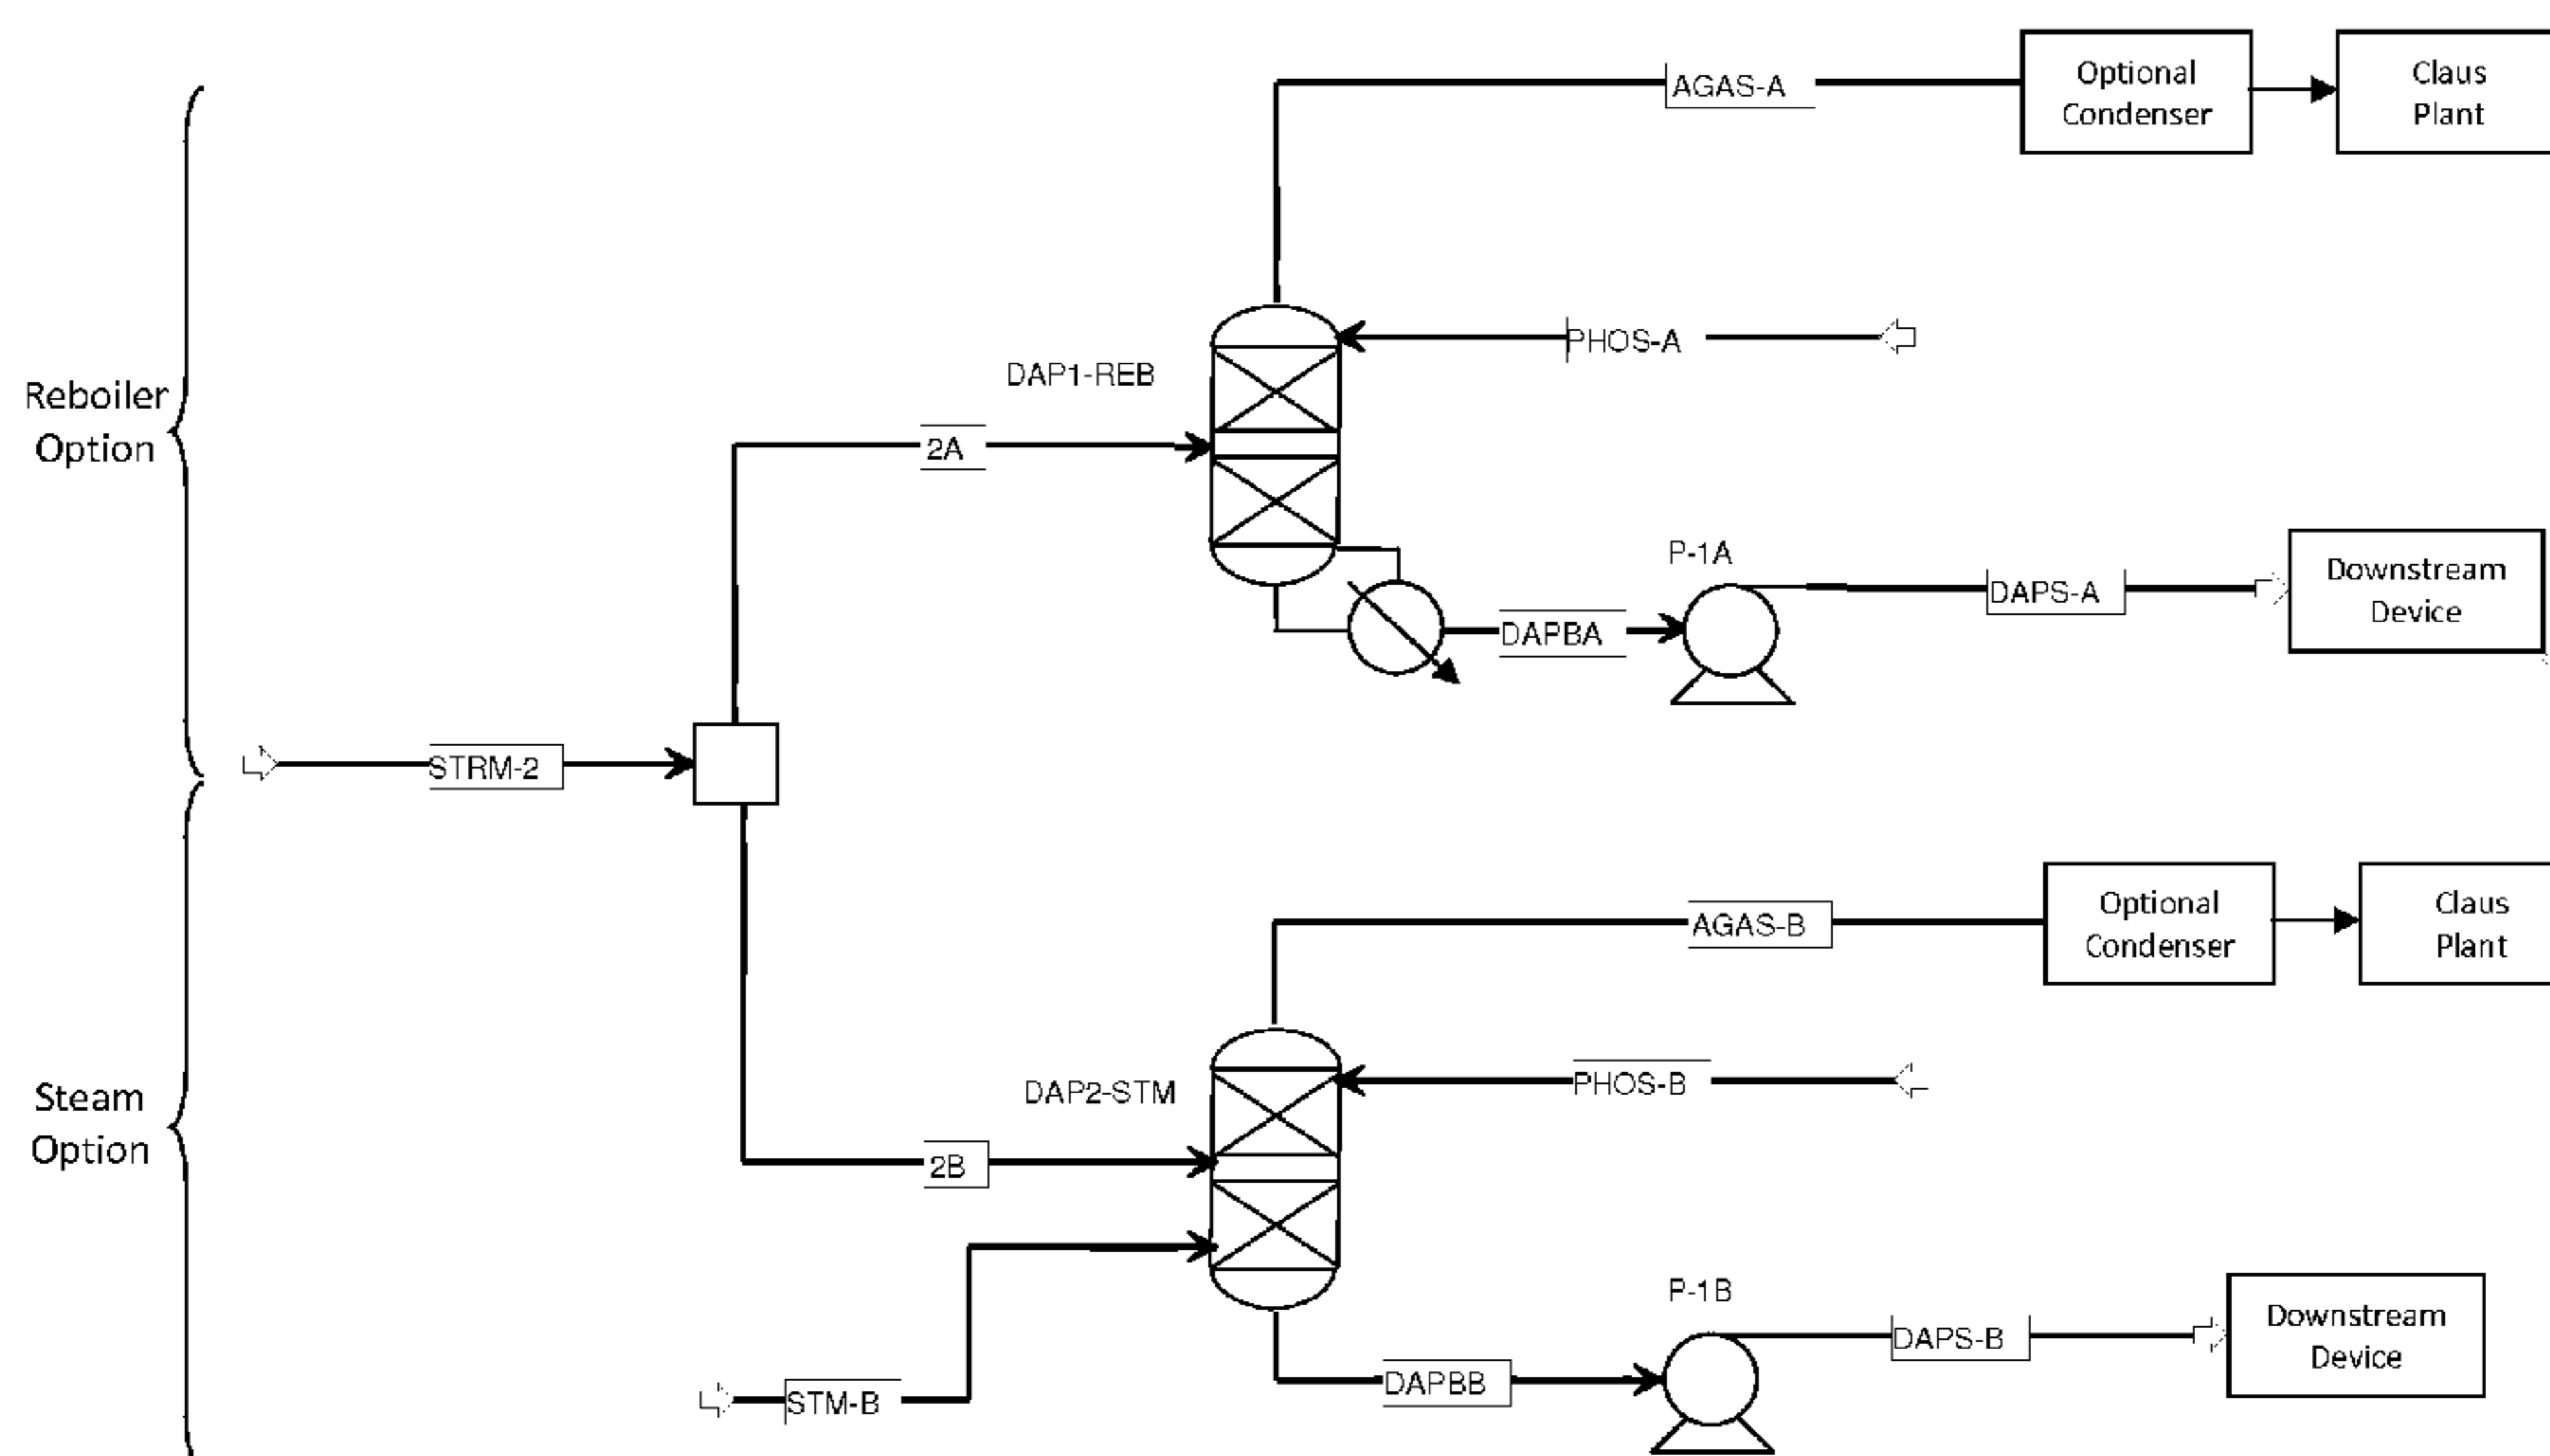 Optional
Condenser
Claus
Plant
AGAS-A
PHOS-A
DAP1-REB
Reboiler
Option
2A
P-1A
DAPS-A
Downstream
Device
DAPBA
STRM-2
AGAS-B
Optional
Condenser
Claus
Plant
PHOS-B
DAP2-STM
Steam
Option
2B
P-1B
DAPS-B
Downstream
Device
DAPBB
STM-B